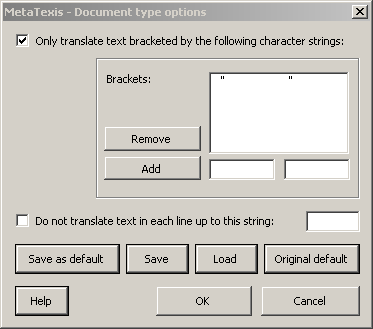 MetaTexis - Document type options
Only translate text bracketed by the following character strings:
Brackets:
" "
Remove
Add
Do not translate text in each line up to this string:
Save as default Save Load Original default
Help OK Cancel